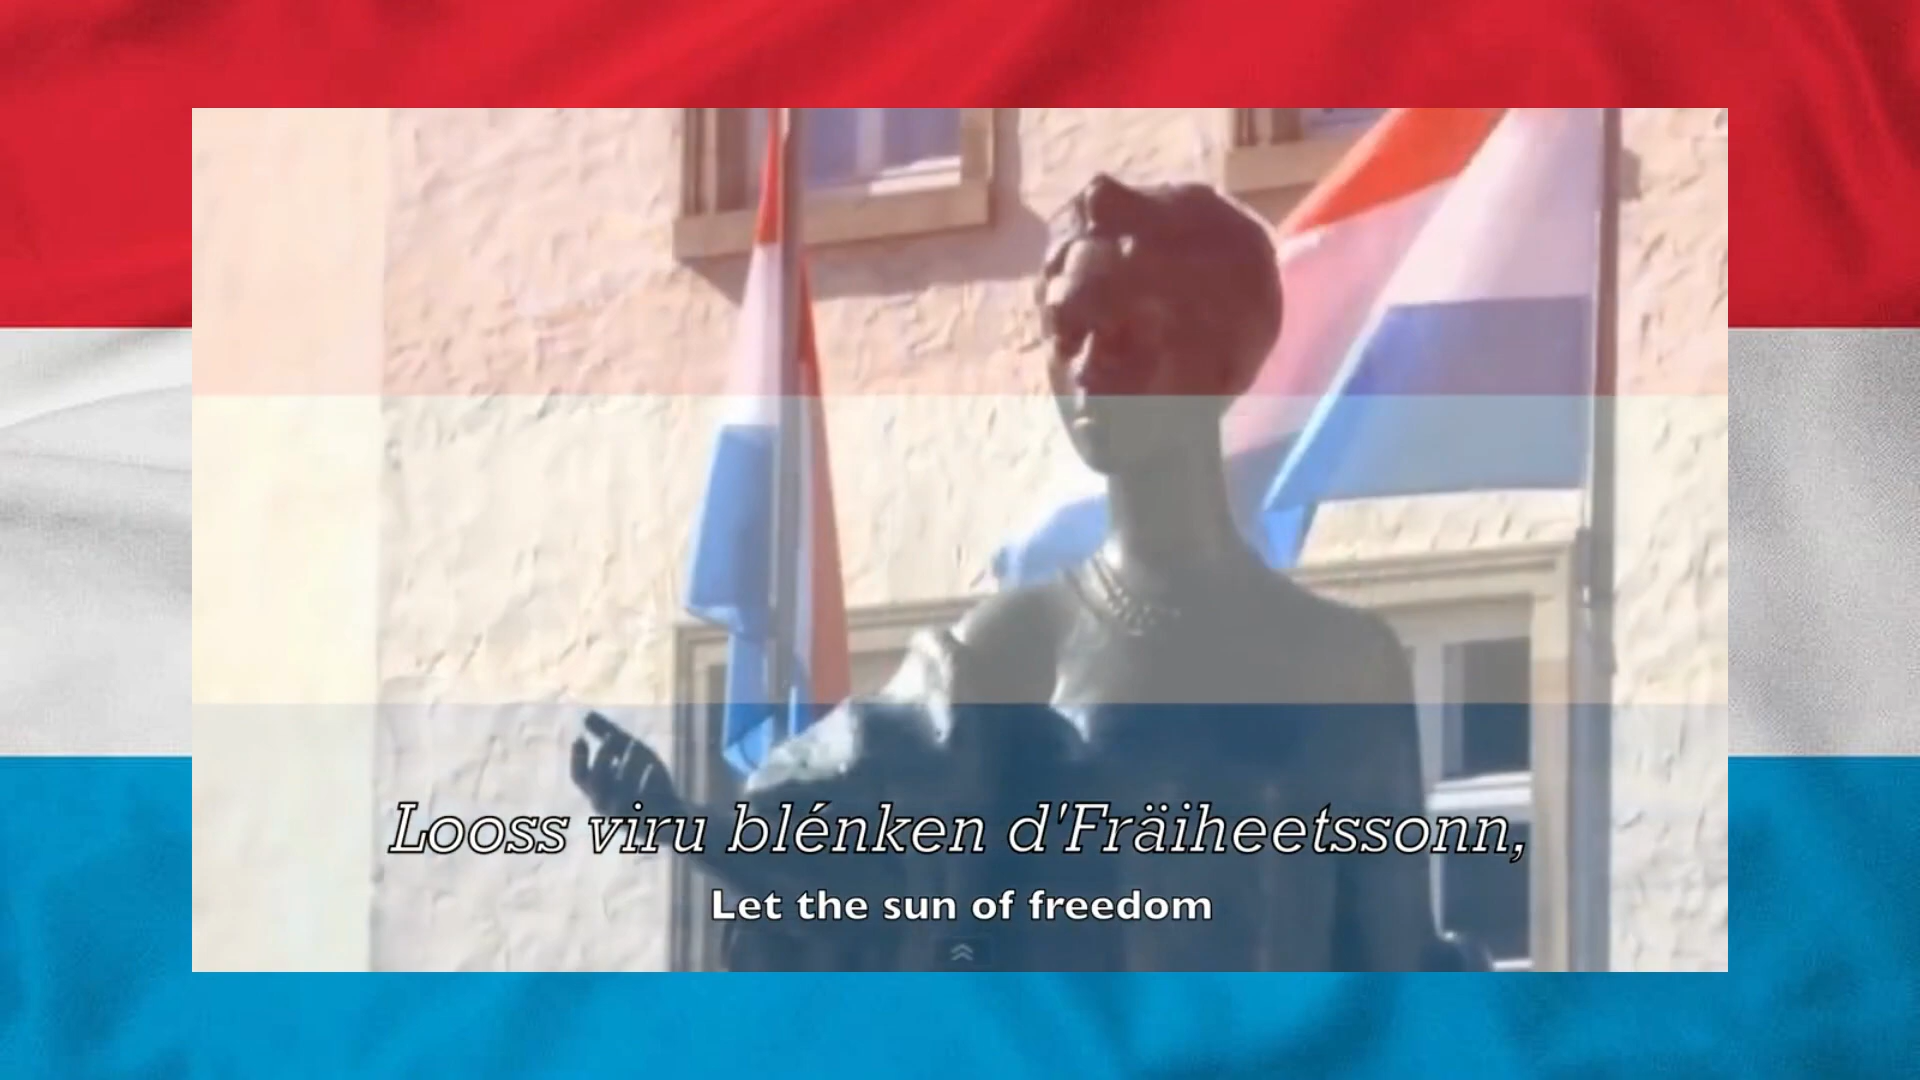 Looss viru blénken d'Fräiheetssonn,
Let the sun of freedom